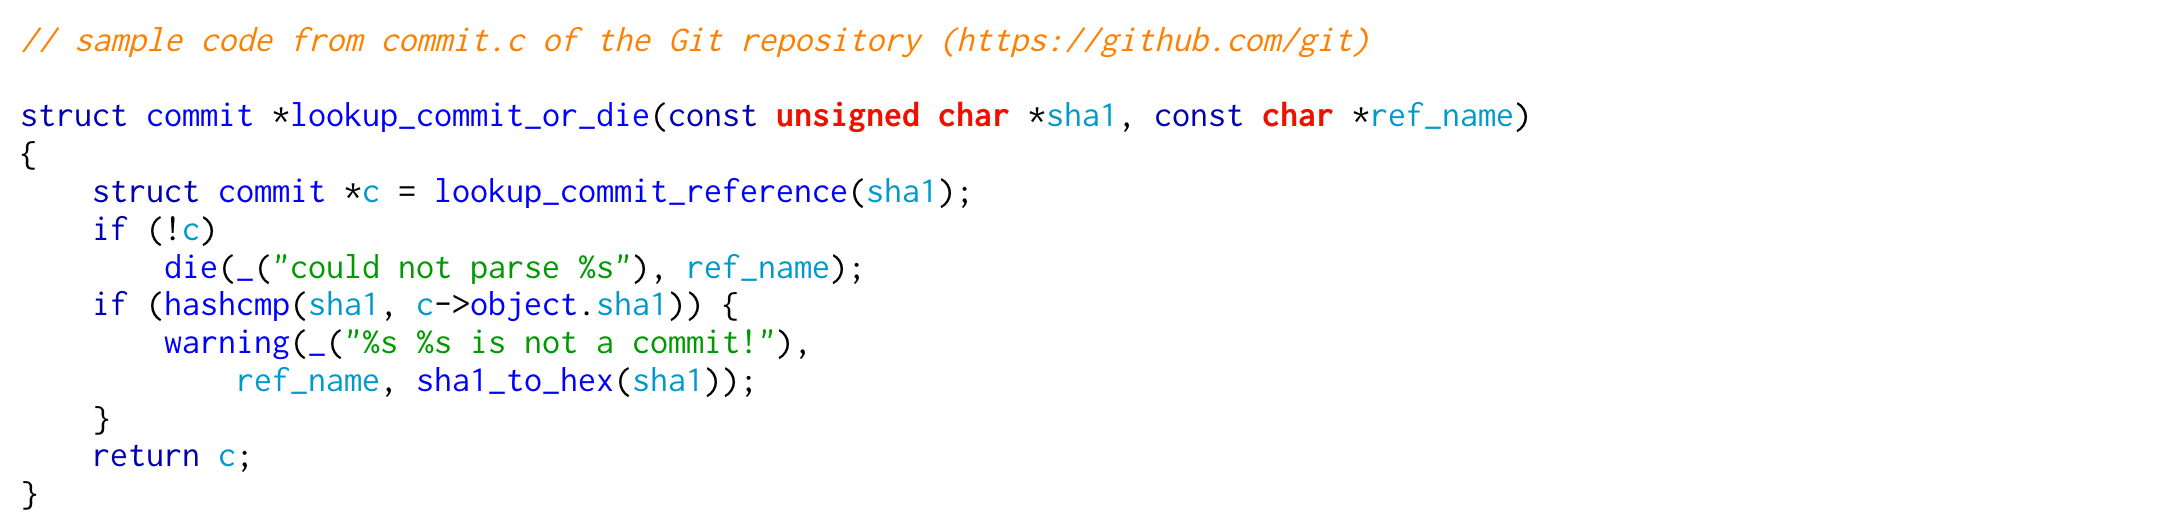 // sample code from commit.c of the Git repository (https://github.com/git)

struct commit *lookup_commit_or_die(const unsigned char *sha1, const char *ref_name)
{
    struct commit *c = lookup_commit_reference(sha1);
    if (!c)
        die(_("could not parse %s"), ref_name);
    if (hashcmp(sha1, c->object.sha1)) {
        warning(_("%s %s is not a commit!"),
            ref_name, sha1_to_hex(sha1));
    }
    return c;
}